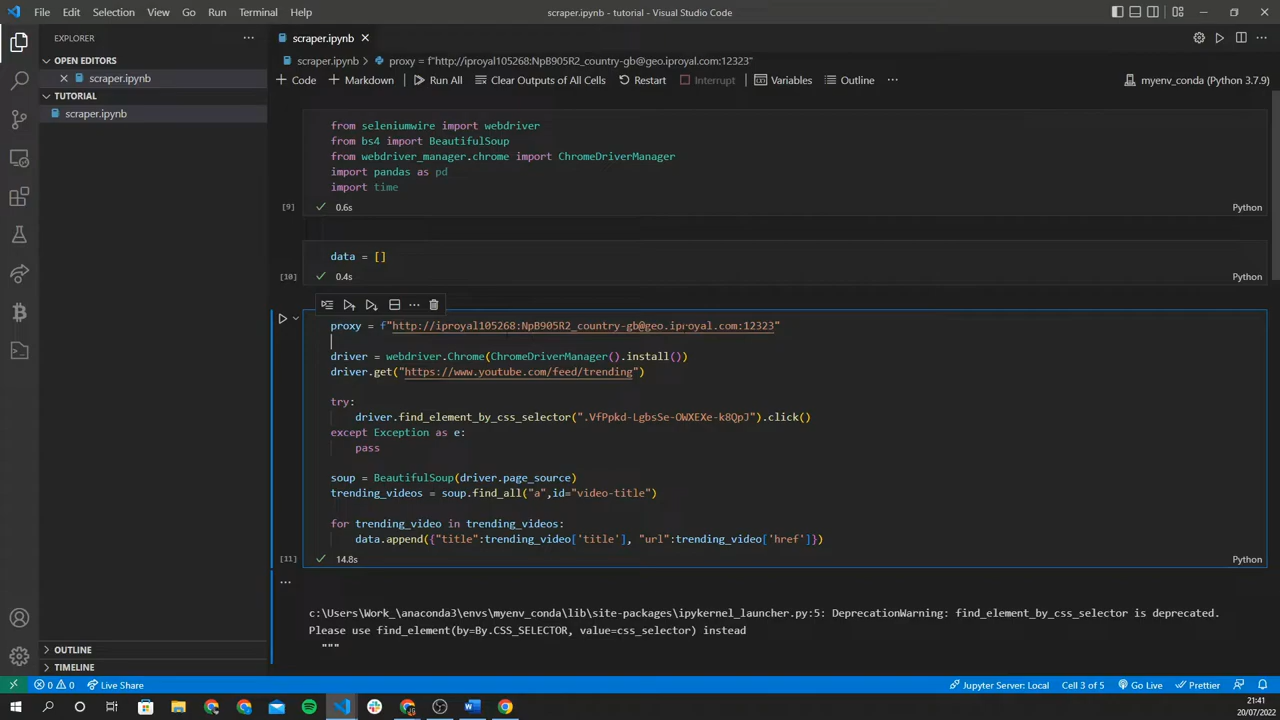 File Edit Selection View Go Run Terminal Help
scraper.ipynb - tutorial - Visual Studio Code
EXPLORER
OPEN EDITORS
scraper.ipynb
TUTORIAL
scraper.ipynb
OUTLINE
TIMELINE
scraper.ipynb
scraper.ipynb > proxy = f"http://iproyal105268:NpB905R2_country-gb@geo.iproyal.com:12323"
Code Markdown Run All Clear Outputs of All Cells Restart Interrupt Variables Outline
myenv_conda (Python 3.7.9)
from seleniumwire import webdriver
from bs4 import BeautifulSoup
from webdriver_manager.chrome import ChromeDriverManager
import pandas as pd
import time
[9] 0.6s Python
data = []
[10] 0.4s Python
proxy = f"http://iproyal105268:NpB905R2_country-gb@geo.iproyal.com:12323"
driver = webdriver.Chrome(ChromeDriverManager().install())
driver.get("https://www.youtube.com/feed/trending")
try:
driver.find_element_by_css_selector(".VfPpkd-LgbsSe-OWXEXe-k8QpJ").click()
except Exception as e:
pass
soup = BeautifulSoup(driver.page_source)
trending_videos = soup.find_all("a",id="video-title")
for trending_video in trending_videos:
data.append({"title":trending_video['title'], "url":trending_video['href']})
[11] 14.8s Python
c:\Users\Work_\anaconda3\envs\myenv_conda\lib\site-packages\ipykernel_launcher.py:5: DeprecationWarning: find_element_by_css_selector is deprecated.
Please use find_element(by=By.CSS_SELECTOR, value=css_selector) instead
"""
0 0 Live Share
Jupyter Server: Local Cell 3 of 5 Go Live Prettier
21:41
20/07/2022